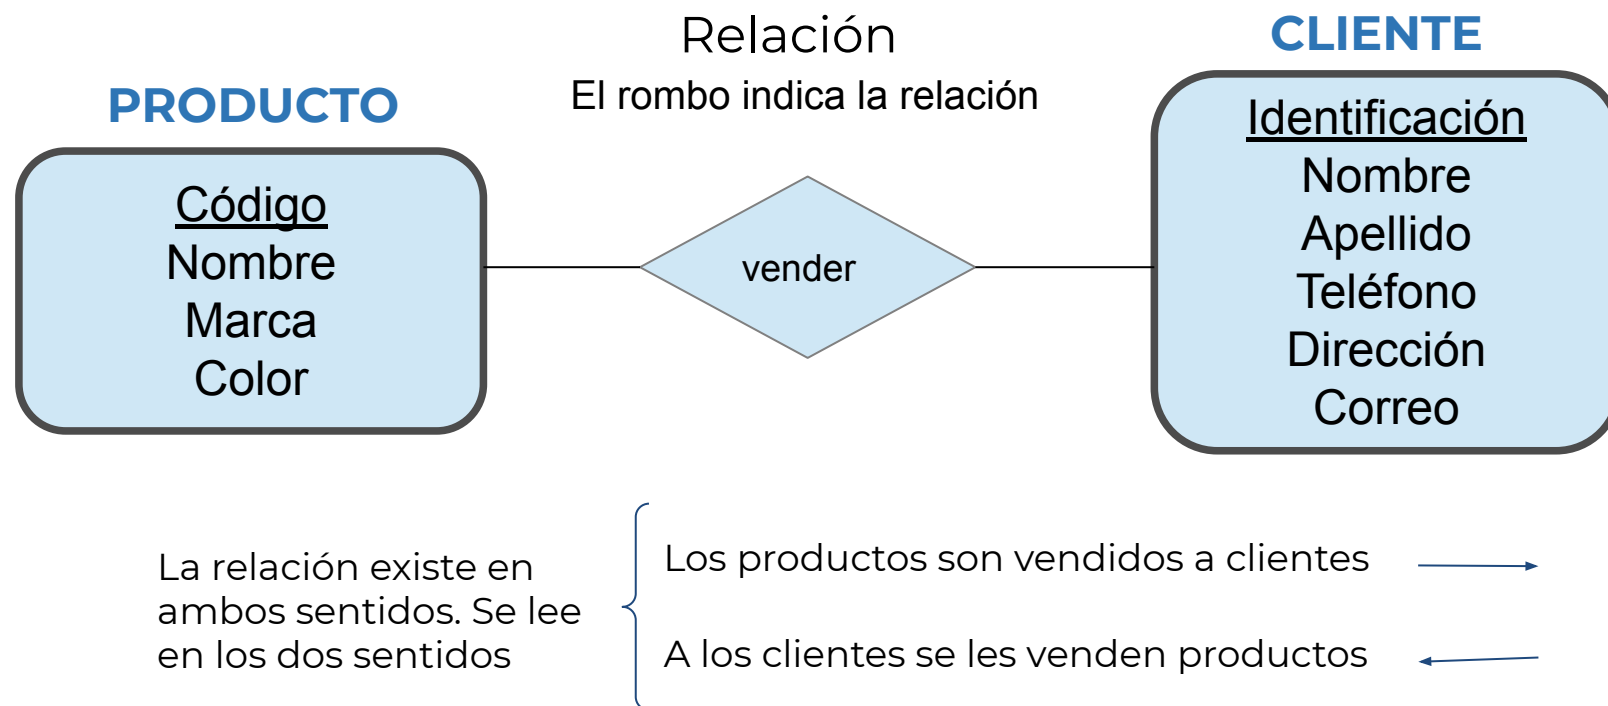 Relación
El rombo indica la relación
PRODUCTO
Código
Nombre
Marca
Color
vender
CLIENTE
Identificación
Nombre
Apellido
Teléfono
Dirección
Correo
La relación existe en
ambos sentidos. Se lee
en los dos sentidos
Los productos son vendidos a clientes
A los clientes se les venden productos